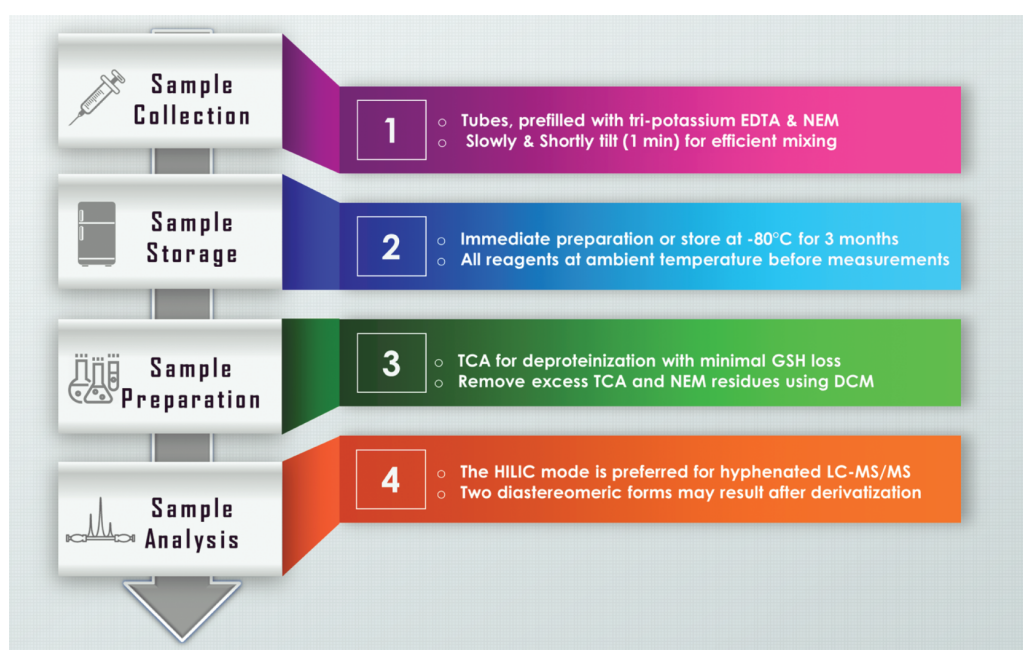 Sample
Collection
1
○ Tubes, prefilled with tri-potassium EDTA & NEM
○ Slowly & Shortly tilt (1 min) for efficient mixing
Sample
Storage
2
○ Immediate preparation or store at -80°C for 3 months
○ All reagents at ambient temperature before measurements
Sample
Preparation
3
○ TCA for deproteinization with minimal GSH loss
○ Remove excess TCA and NEM residues using DCM
Sample
Analysis
4
○ The HILIC mode is preferred for hyphenated LC-MS/MS
○ Two diastereomeric forms may result after derivatization